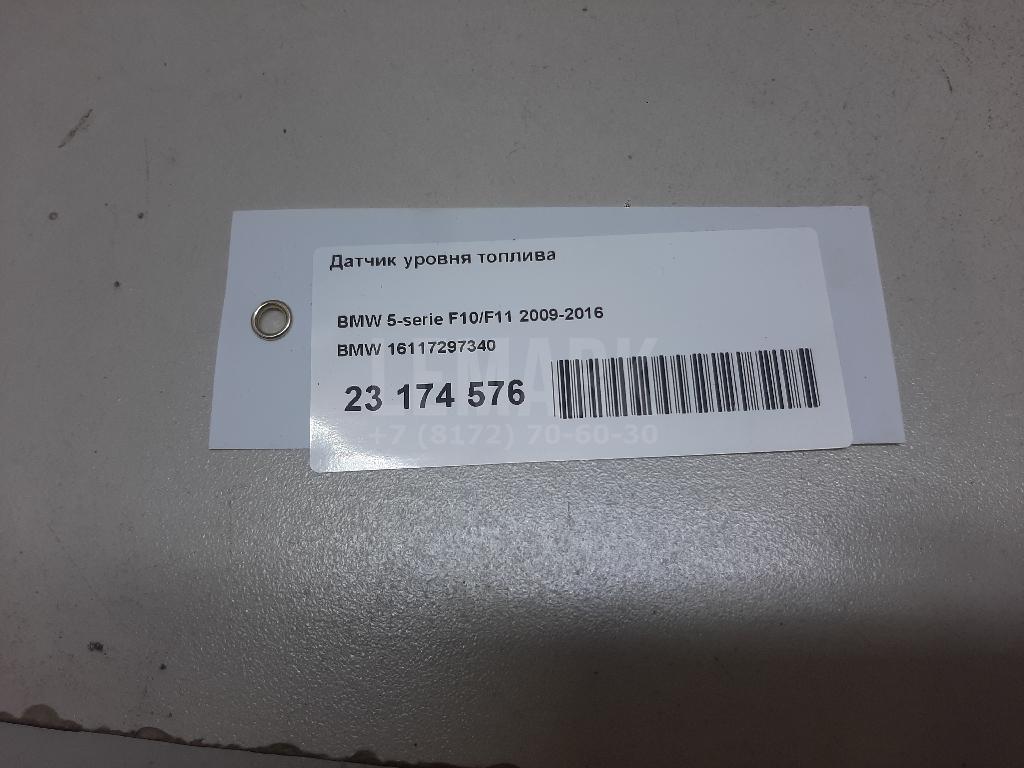 Датчик уровня топлива
BMW 5-serie F10/F11 2009-2016
BMW 16117297340
LEMARK
23 174 576
+7 (8172) 70-60-30